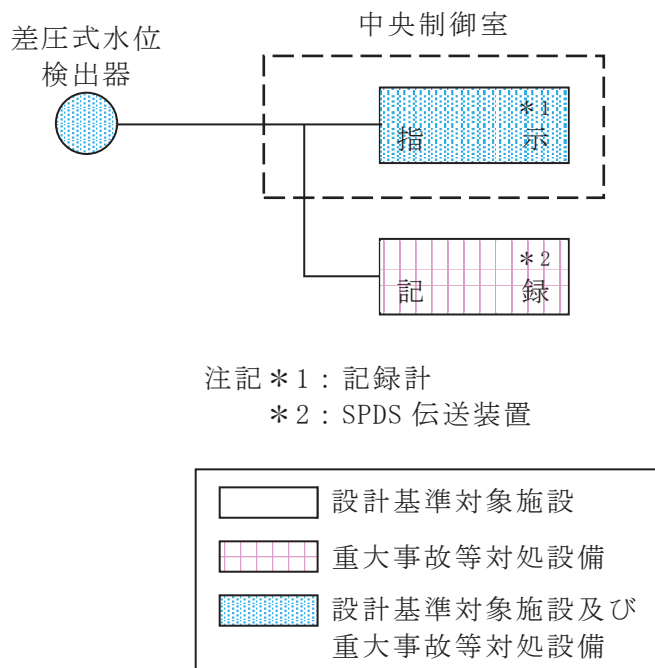 中央制御室
差圧式水位
検出器
＊1
指　示
＊2
記　録
注記＊1：記録計
＊2：SPDS 伝送装置
設計基準対象施設
重大事故等対処設備
設計基準対象施設及び
重大事故等対処設備